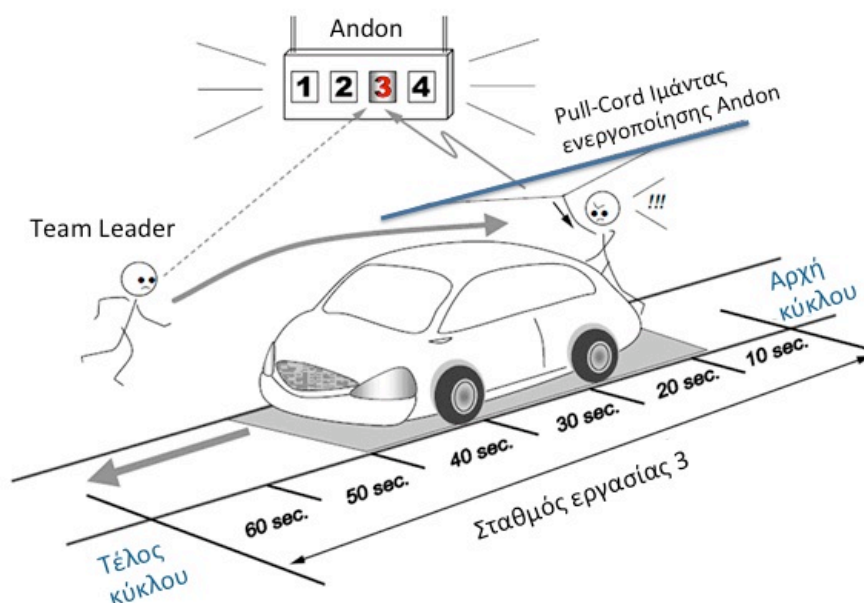 Andon
1 2 3 4
Pull-Cord Ιμάντας
ενεργοποίησης Andon
Team Leader
!!!
Αρχή
κύκλου
10 sec.
20 sec.
30 sec.
40 sec.
50 sec.
60 sec.
Σταθμός εργασίας 3
Τέλος
κύκλου